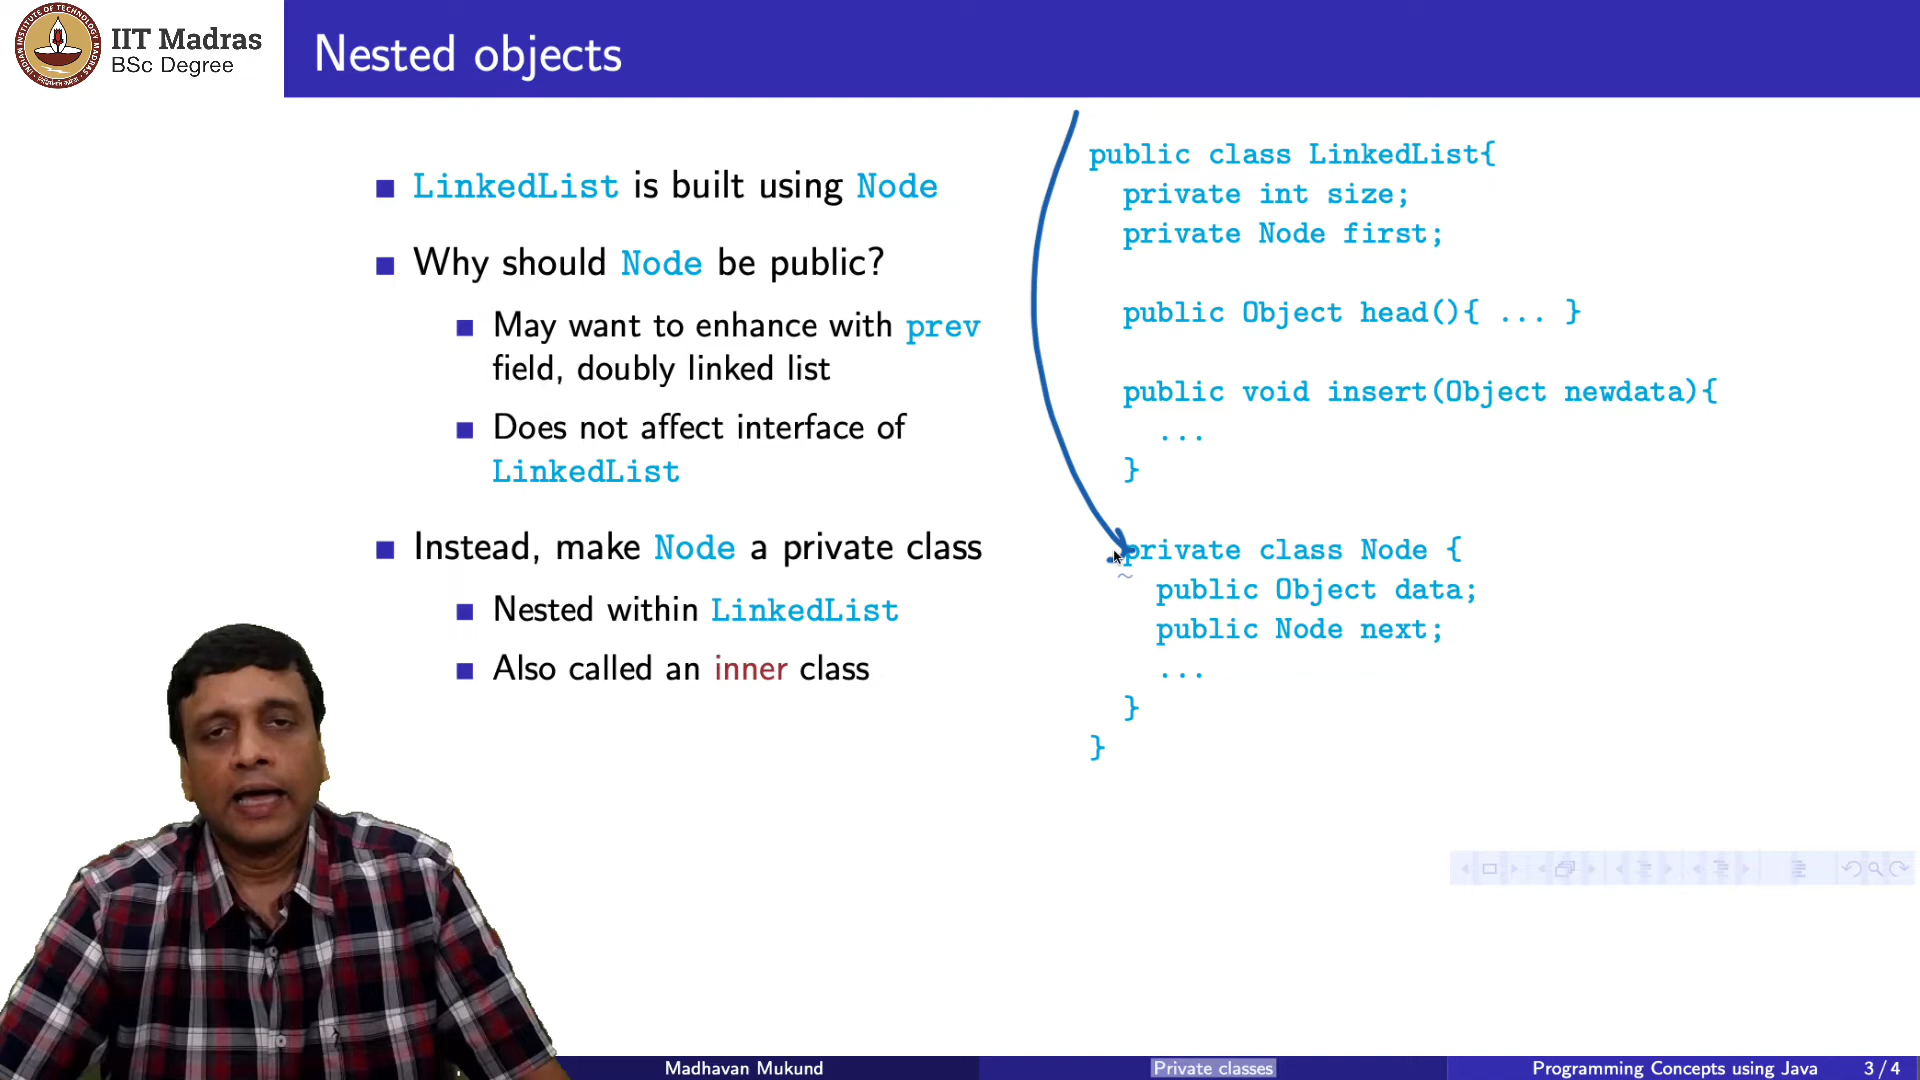 IIT Madras
BSc Degree
Nested objects
LinkedList is built using Node
Why should Node be public?
May want to enhance with prev
field, doubly linked list
Does not affect interface of
LinkedList
Instead, make Node a private class
Nested within LinkedList
Also called an inner class
public class LinkedList{
private int size;
private Node first;
public Object head(){ ... }
public void insert(Object newdata){
...
}
private class Node {
public Object data;
public Node next;
...
}
}
Madhavan Mukund
Private classes
Programming Concepts using Java
3 / 4